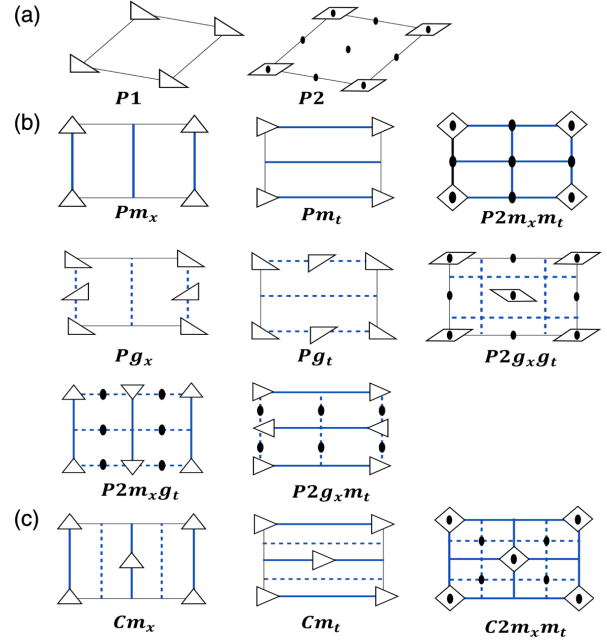 (a)
P1 P2
(b)
Pm_x Pm_t P2m_xm_t
Pg_x Pg_t P2g_xg_t
P2m_xg_t P2g_xm_t
(c)
Cm_x Cm_t C2m_xm_t